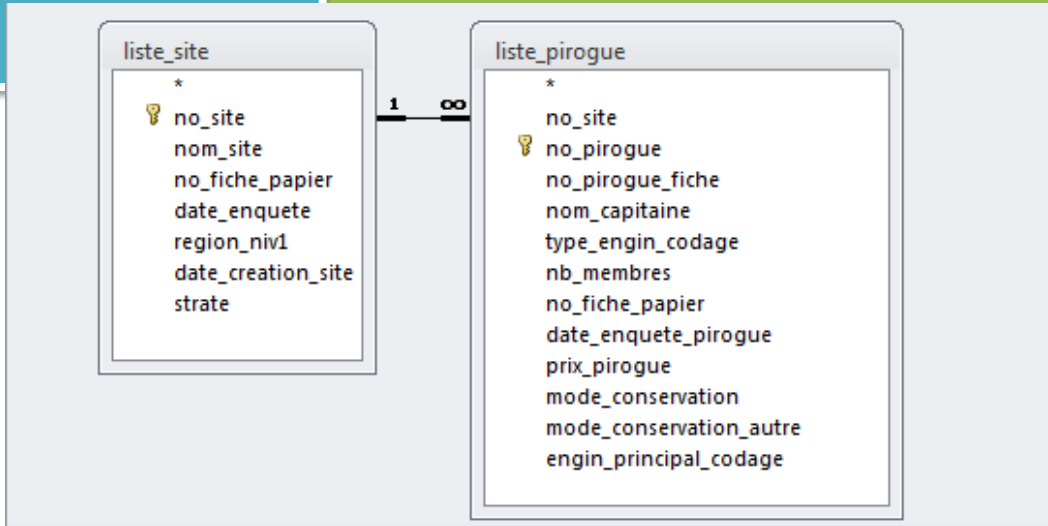 liste_site
*
no_site
nom_site
no_fiche_papier
date_enquete
region_niv1
date_creation_site
strate
1 ∞
liste_pirogue
*
no_site
no_pirogue
no_pirogue_fiche
nom_capitaine
type_engin_codage
nb_membres
no_fiche_papier
date_enquete_pirogue
prix_pirogue
mode_conservation
mode_conservation_autre
engin_principal_codage